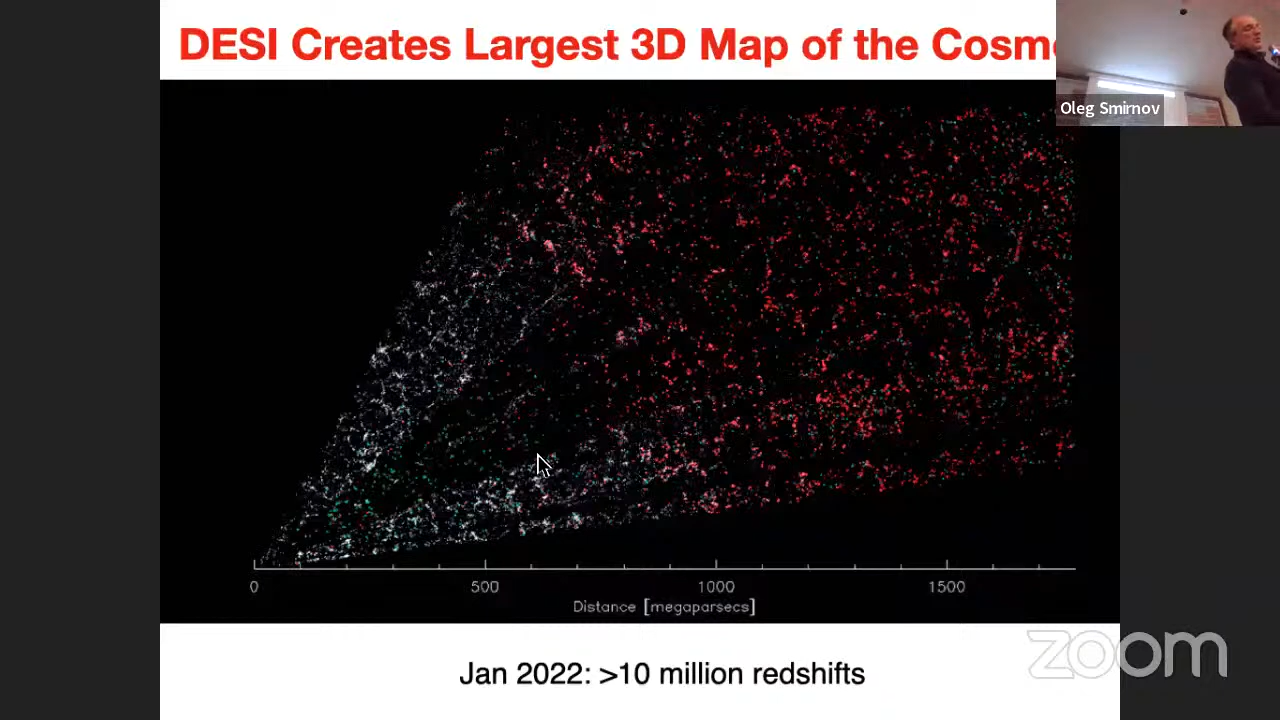 DESI Creates Largest 3D Map of the Cosm
Oleg Smirnov
0
500
1000
1500
Distance [megaparsecs]
Jan 2022: >10 million redshifts
zoom